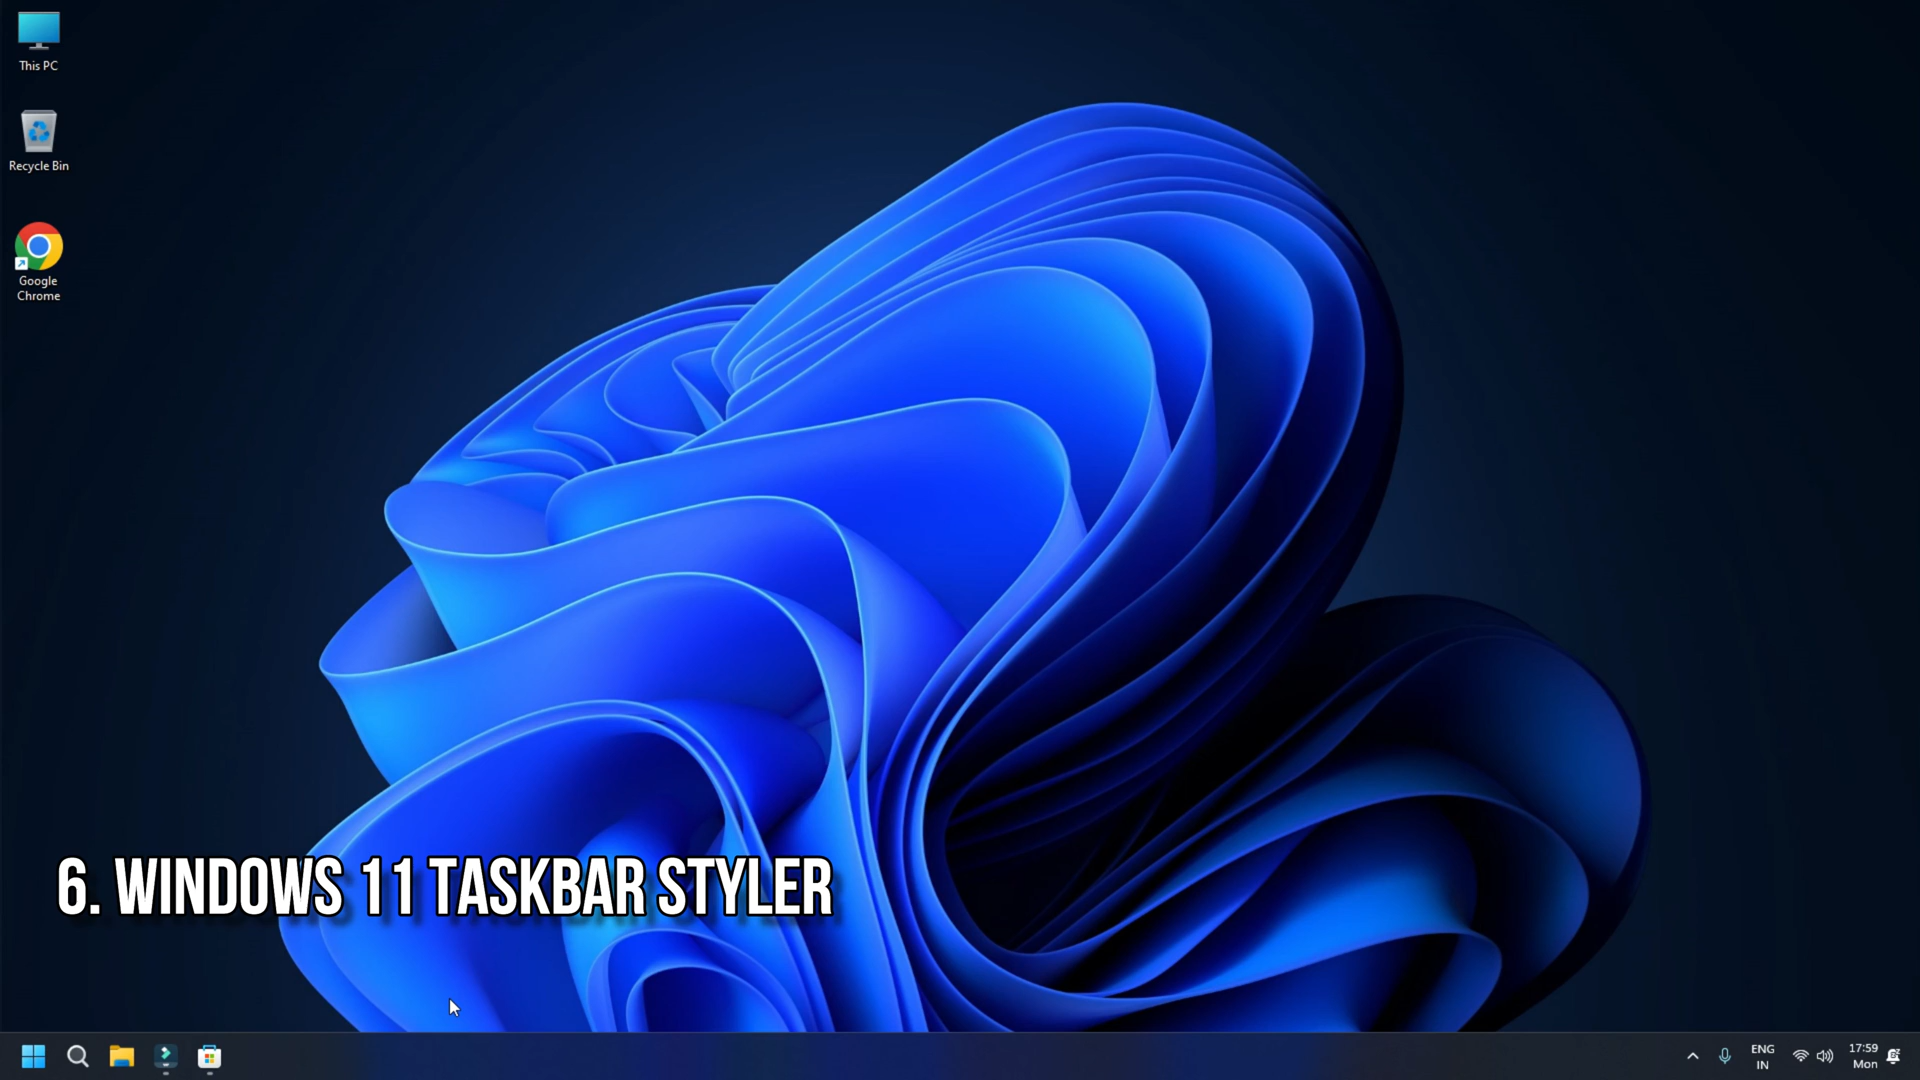 This PC
Recycle Bin
Google
Chrome
6. WINDOWS 11 TASKBAR STYLER
ENG
IN
17:59
Mon